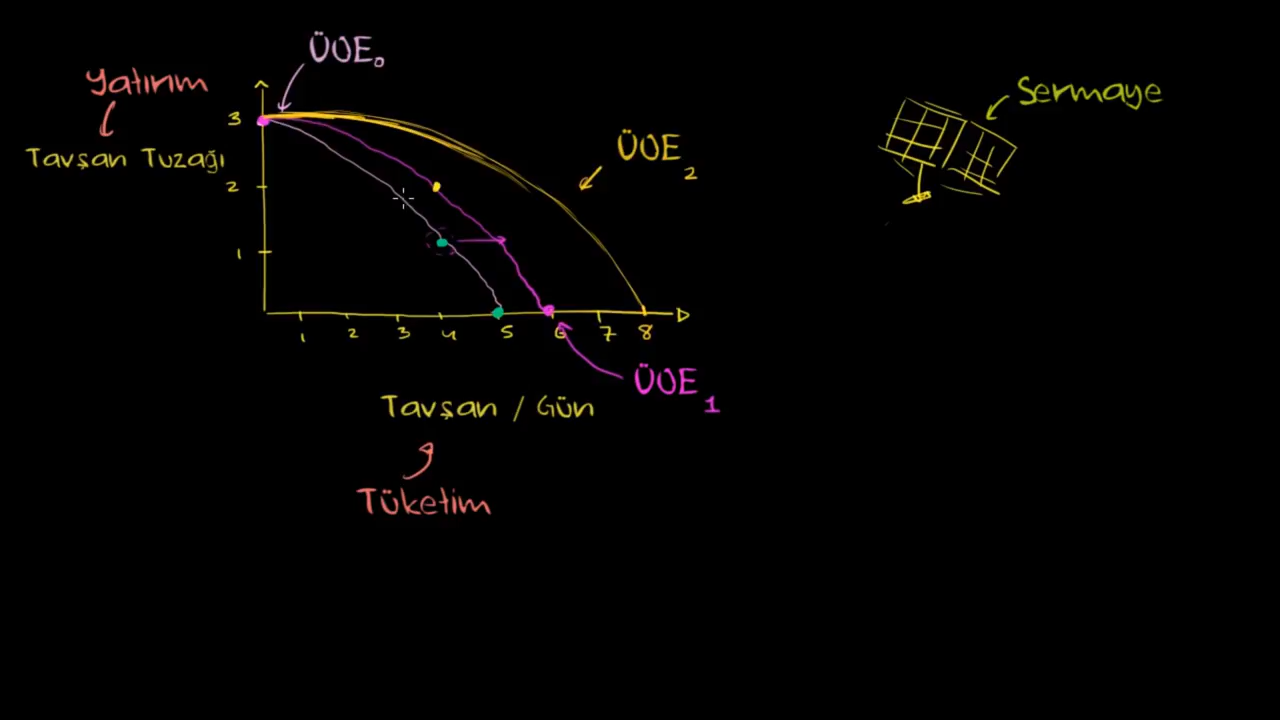 ÜOE₀
Yatırım
Tavşan Tuzağı
3
2
1
ÜOE₂
Sermaye
1 2 3 4 5 6 7 8
ÜOE₁
Tavşan / Gün
Tüketim